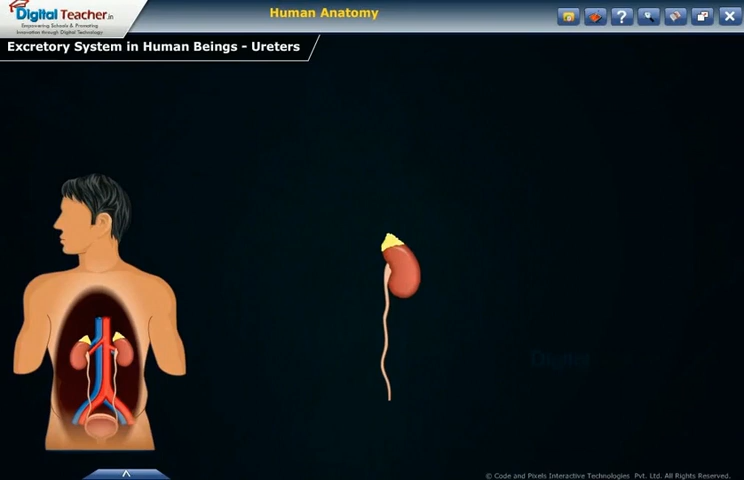 Digital Teacher.in
Empowering Schools & Promoting
Innovation through Digital Technology
Human Anatomy
?
Excretory System in Human Beings - Ureters
Digital
© Code and Pixels Interactive Technologies Pvt. Ltd. All Rights Reserved.